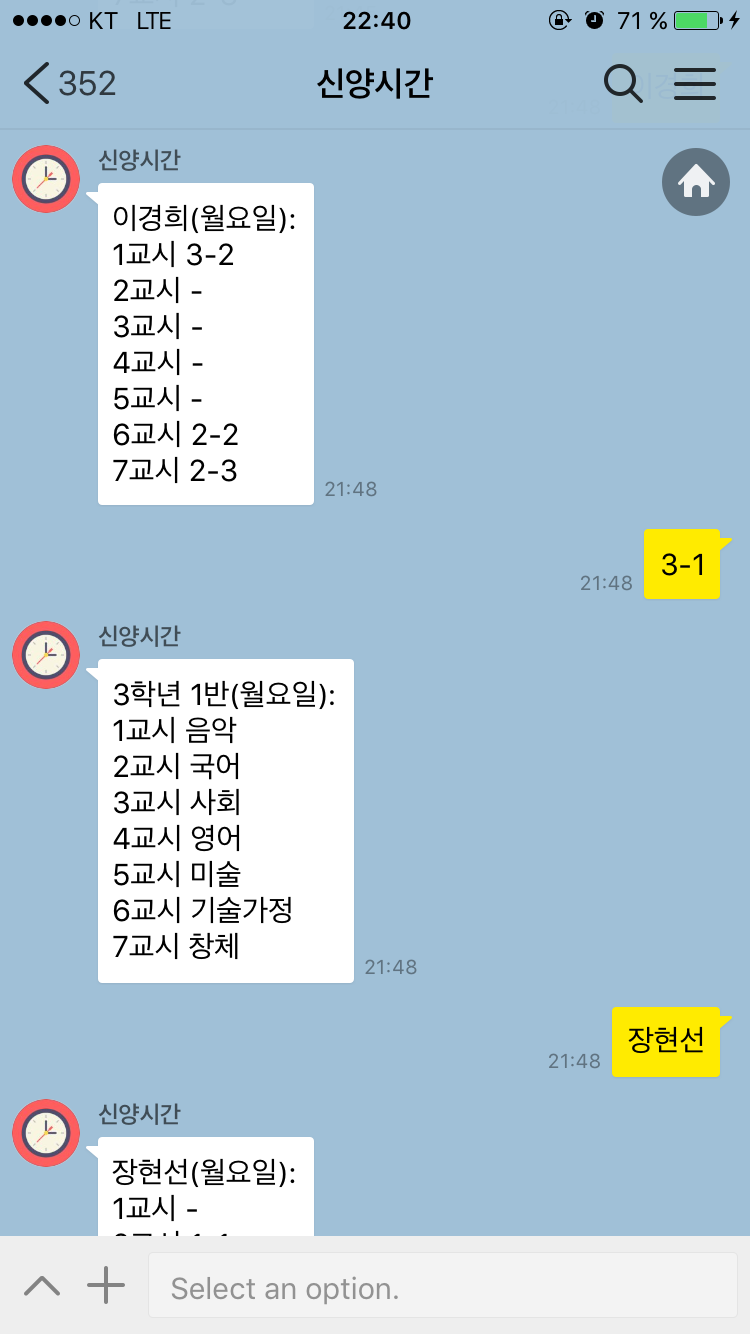 KT LTE 22:40 71 %
352 신양시간
신양시간
이경희(월요일):
1교시 3-2
2교시 -
3교시 -
4교시 -
5교시 -
6교시 2-2
7교시 2-3
21:48
3-1
21:48
신양시간
3학년 1반(월요일):
1교시 음악
2교시 국어
3교시 사회
4교시 영어
5교시 미술
6교시 기술가정
7교시 창체
21:48
장현선
21:48
신양시간
장현선(월요일):
1교시 -
Select an option.